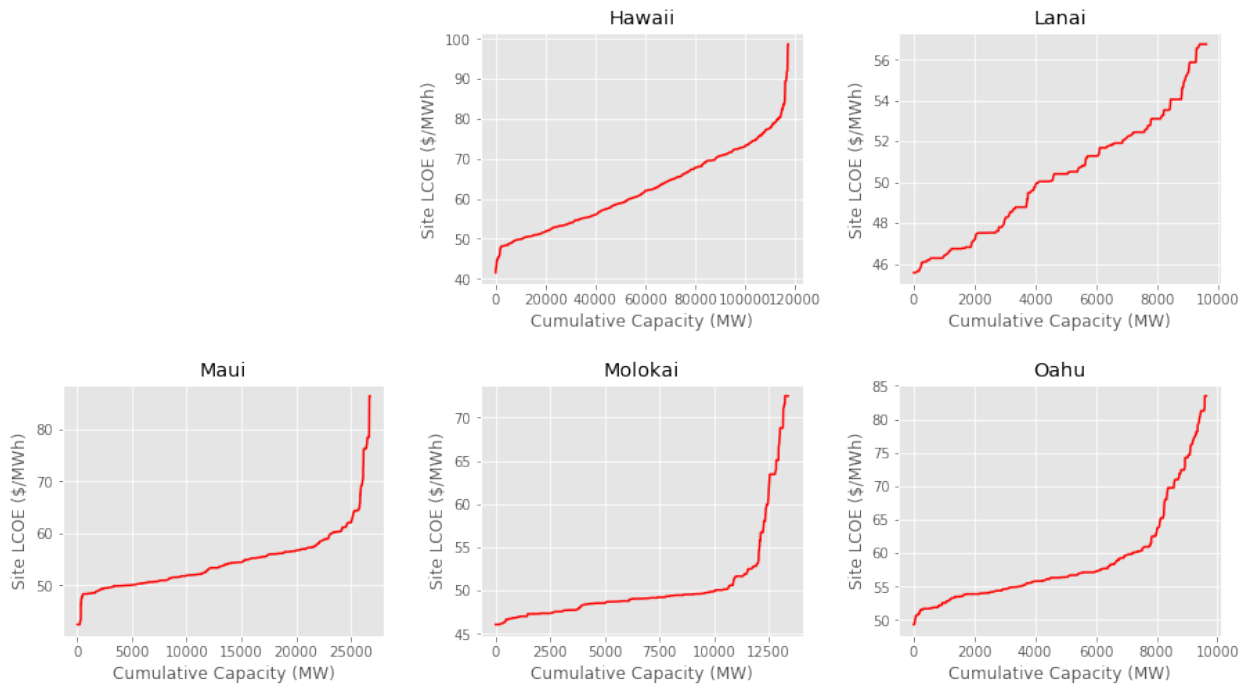 Hawaii
Site LCOE ($/MWh)
100
90
80
70
60
50
40
0 20000 40000 60000 80000 100000 120000
Cumulative Capacity (MW)
Lanai
Site LCOE ($/MWh)
56
54
52
50
48
46
0 2000 4000 6000 8000 10000
Cumulative Capacity (MW)
Maui
Site LCOE ($/MWh)
80
70
60
50
0 5000 10000 15000 20000 25000
Cumulative Capacity (MW)
Molokai
Site LCOE ($/MWh)
70
65
60
55
50
45
0 2500 5000 7500 10000 12500
Cumulative Capacity (MW)
Oahu
Site LCOE ($/MWh)
85
80
75
70
65
60
55
50
0 2000 4000 6000 8000 10000
Cumulative Capacity (MW)